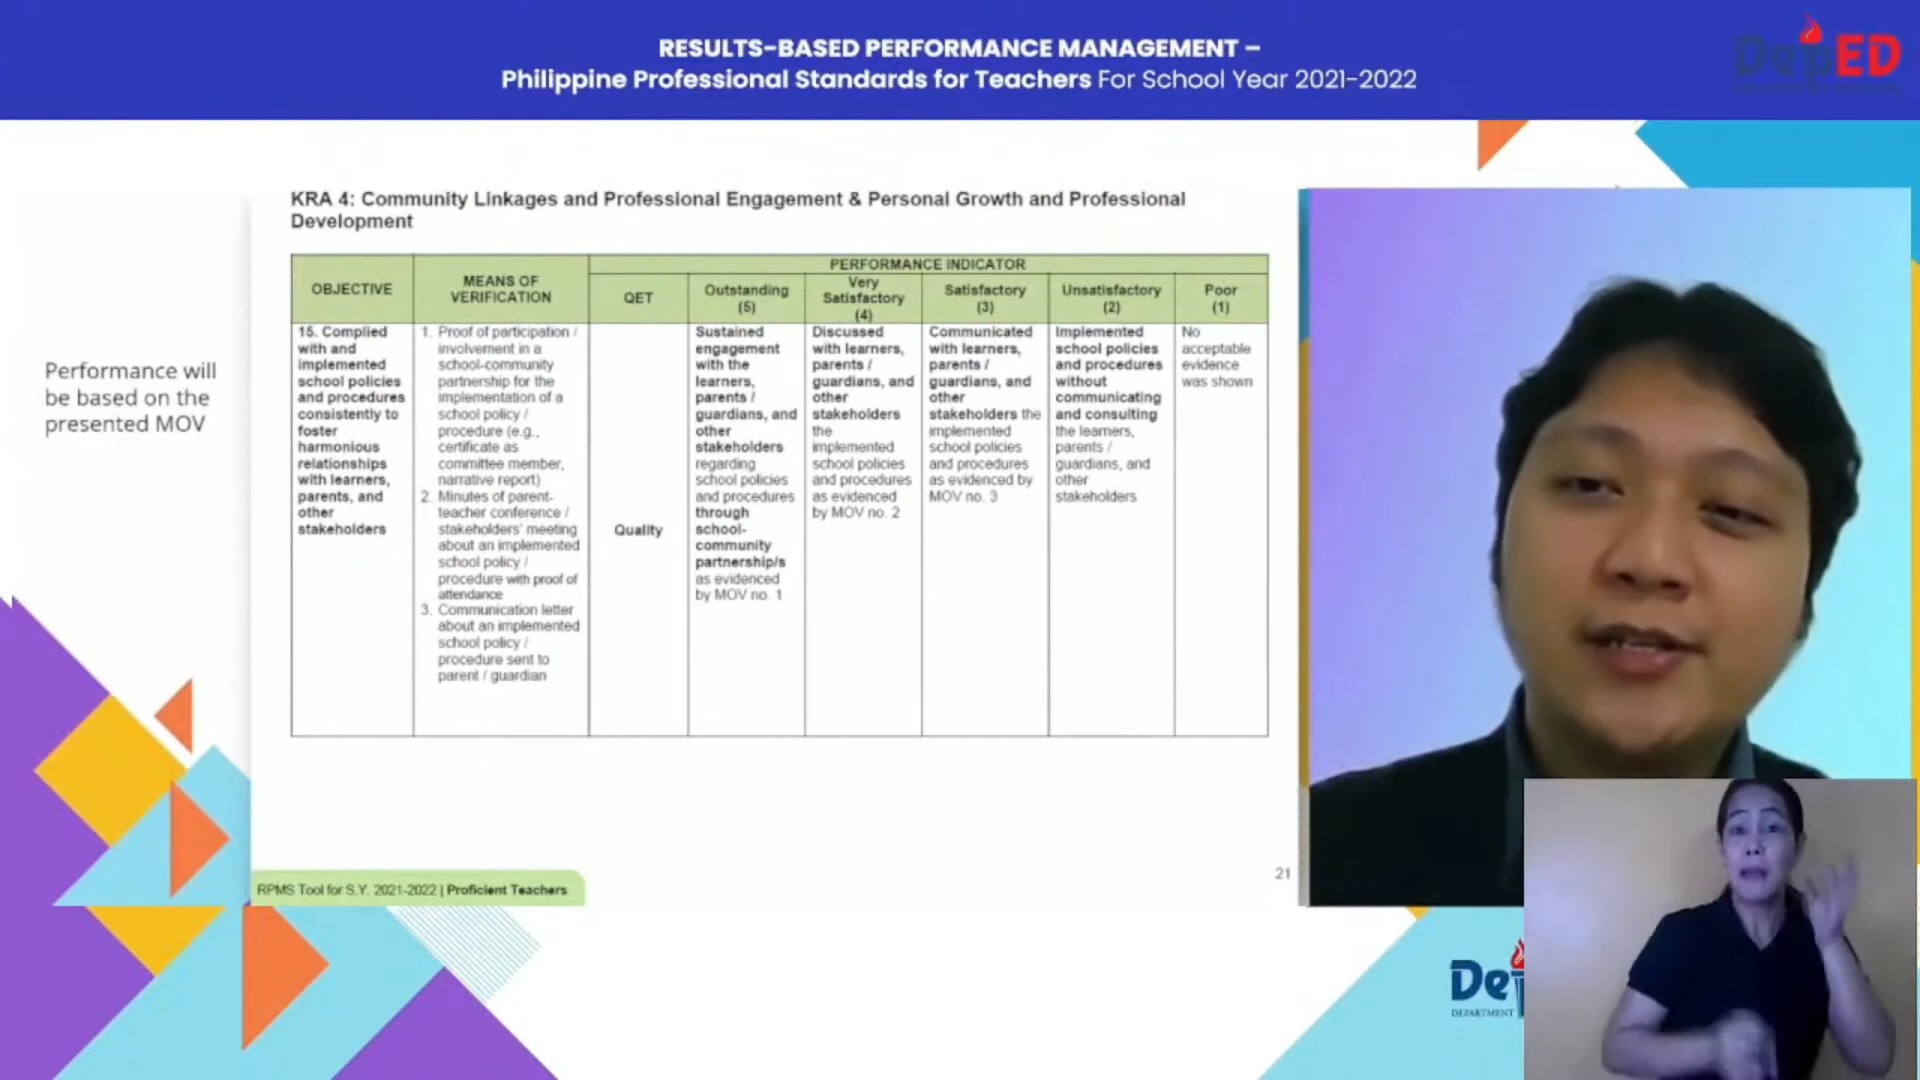 RESULTS-BASED PERFORMANCE MANAGEMENT –
Philippine Professional Standards for Teachers For School Year 2021-2022
DepED
Performance will
be based on the
presented MOV
KRA 4: Community Linkages and Professional Engagement & Personal Growth and Professional
Development
OBJECTIVE
MEANS OF
VERIFICATION
PERFORMANCE INDICATOR
QET
Outstanding
(5)
Very
Satisfactory
(4)
Satisfactory
(3)
Unsatisfactory
(2)
Poor
(1)
15. Complied
with and
implemented
school policies
and procedures
consistently to
foster
harmonious
relationships
with learners,
parents, and
other
stakeholders
1. Proof of participation /
involvement in a
school-community
partnership for the
implementation of a
school policy /
procedure (e.g.,
certificate as
committee member,
narrative report)
2. Minutes of parent-
teacher conference /
stakeholders' meeting
about an implemented
school policy /
procedure with proof of
attendance
3. Communication letter
about an implemented
school policy /
procedure sent to
parent / guardian
Quality
Sustained
engagement
with the
learners,
parents /
guardians, and
other
stakeholders
regarding
school policies
and procedures
through
school-
community
partnership/s
as evidenced
by MOV no. 1
Discussed
with learners,
parents /
guardians, and
other
stakeholders
the
implemented
school policies
and procedures
as evidenced
by MOV no. 2
Communicated
with learners,
parents /
guardians, and
other
stakeholders the
implemented
school policies
and procedures
as evidenced by
MOV no. 3
Implemented
school policies
and procedures
without
communicating
and consulting
the learners,
parents /
guardians, and
other
stakeholders
No
acceptable
evidence
was shown
21
RPMS Tool for S.Y. 2021-2022 | Proficient Teachers
De
DEPARTMENT